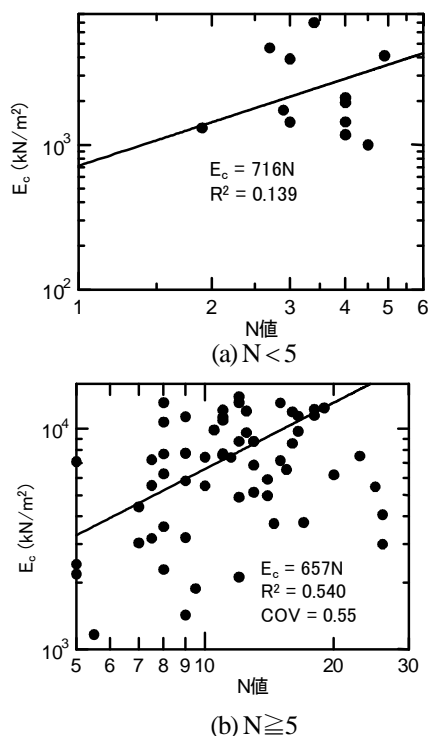 E_c (kN/m²)
10³
10²
E_c = 716N
R² = 0.139
1 2 3 4 5 6
N値
(a) N<5
E_c (kN/m²)
10⁴
10³
E_c = 657N
R² = 0.540
COV = 0.55
5 6 7 8 9 10 20 30
N値
(b) N≧5